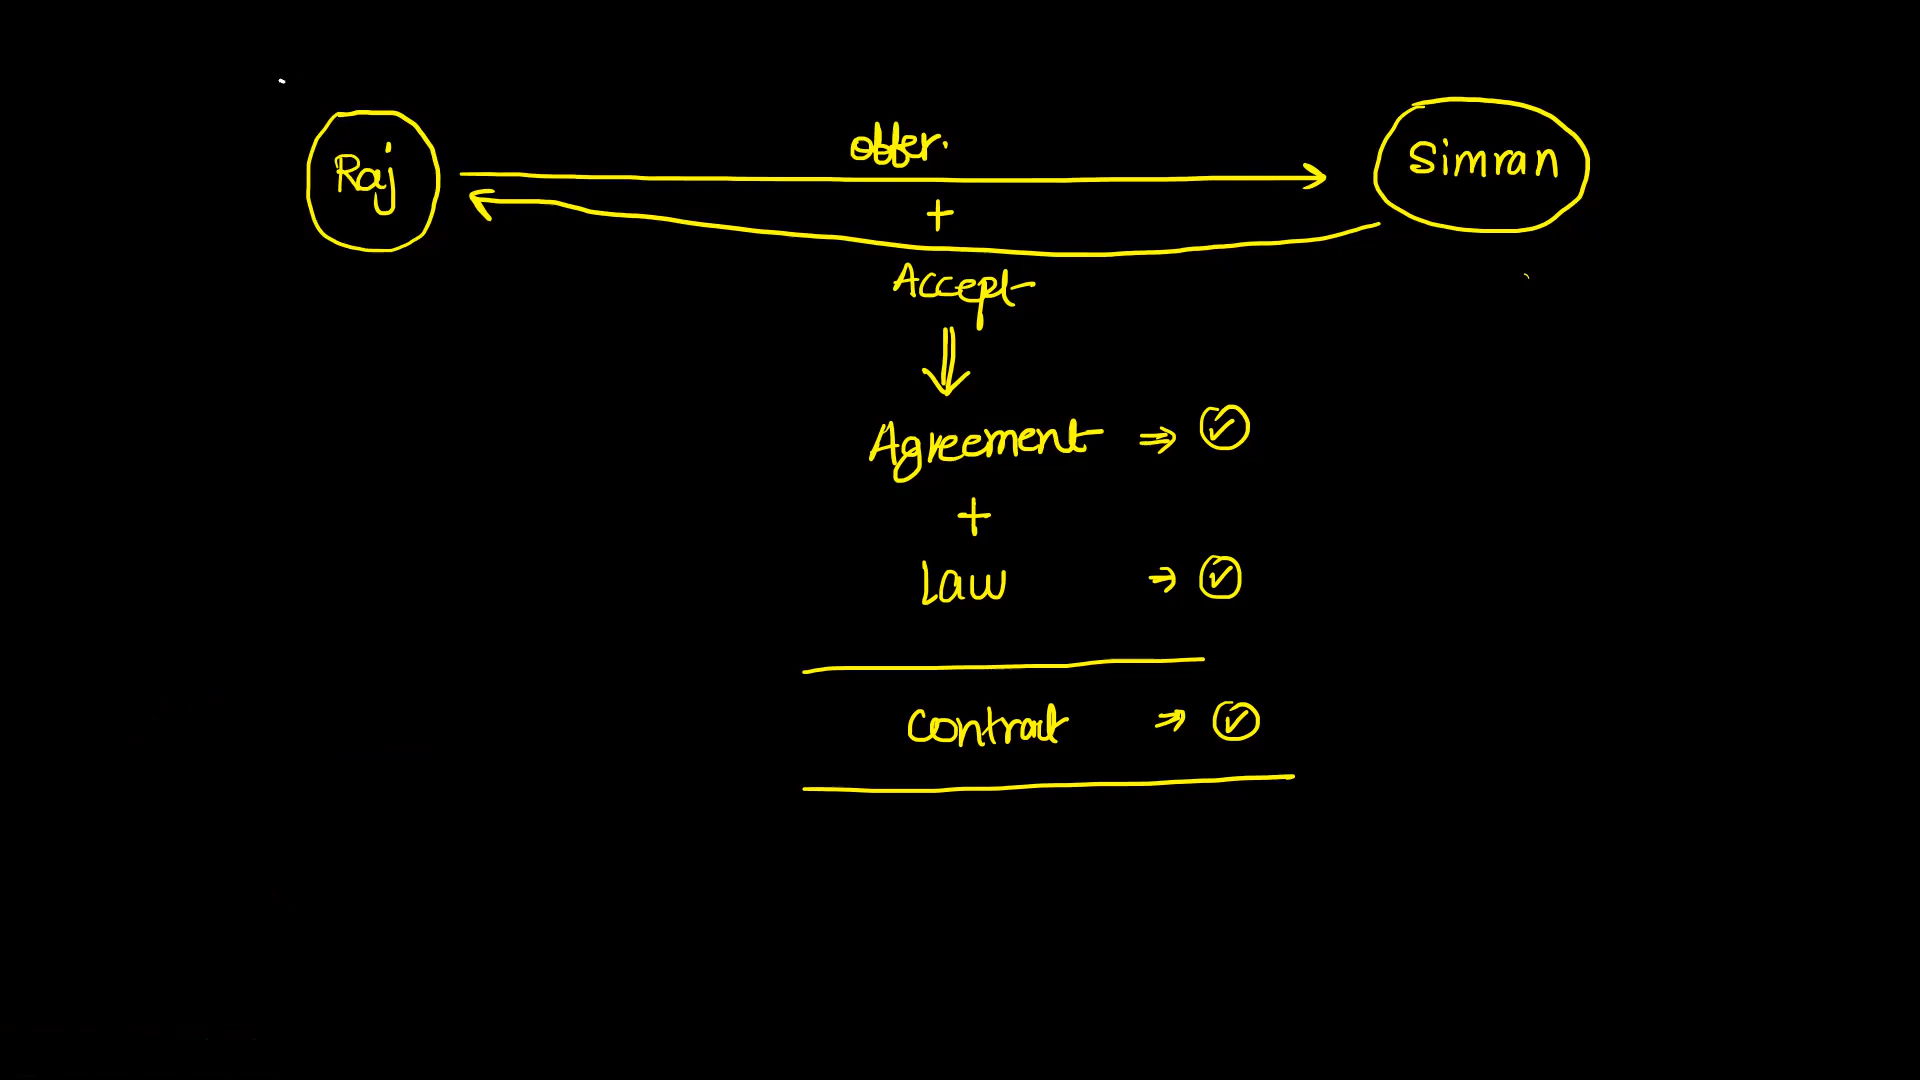 Raj
offer.
Simran
+
Accept
Agreement ⇒ ✓
+
Law → ✓
Contract ⇒ ✓